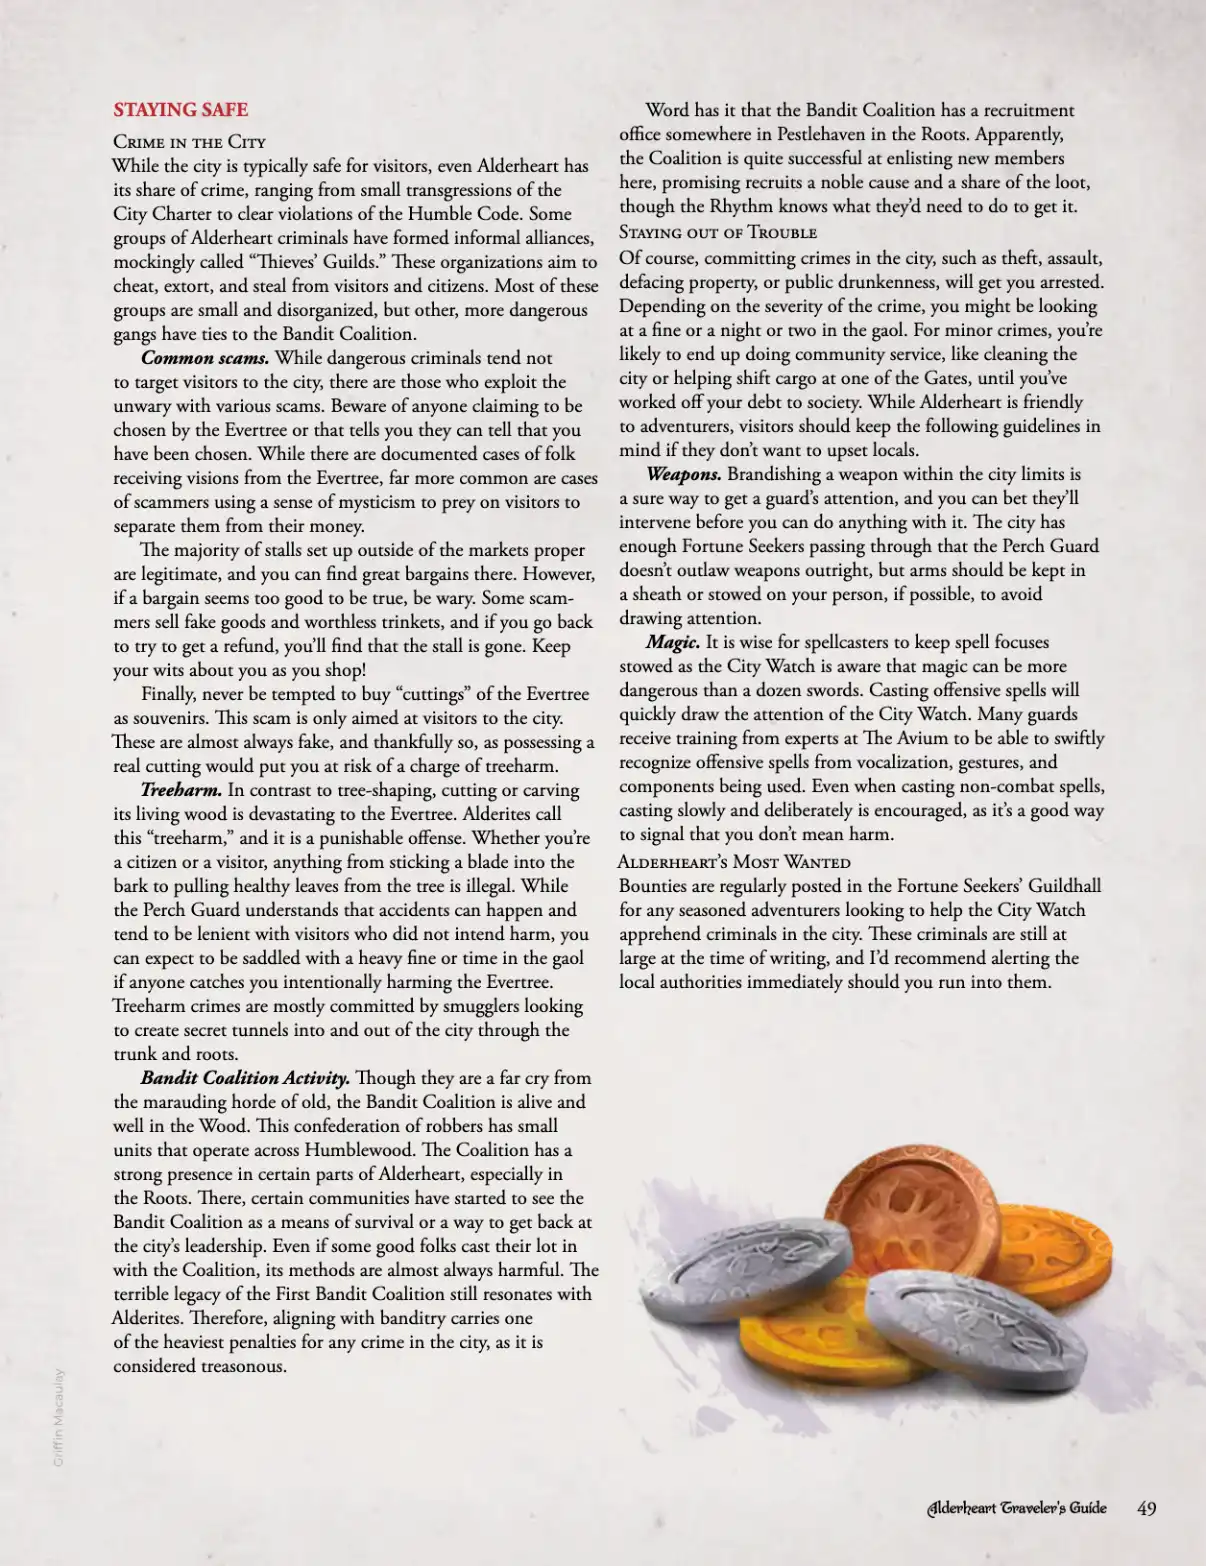 STAYING SAFE
Crime in the City
While the city is typically safe for visitors, even Alderheart has
its share of crime, ranging from small transgressions of the
City Charter to clear violations of the Humble Code. Some
groups of Alderheart criminals have formed informal alliances,
mockingly called “Thieves’ Guilds.” These organizations aim to
cheat, extort, and steal from visitors and citizens. Most of these
groups are small and disorganized, but other, more dangerous
gangs have ties to the Bandit Coalition.
Common scams. While dangerous criminals tend not
to target visitors to the city, there are those who exploit the
unwary with various scams. Beware of anyone claiming to be
chosen by the Evertree or that tells you they can tell that you
have been chosen. While there are documented cases of folk
receiving visions from the Evertree, far more common are cases
of scammers using a sense of mysticism to prey on visitors to
separate them from their money.
The majority of stalls set up outside of the markets proper
are legitimate, and you can find great bargains there. However,
if a bargain seems too good to be true, be wary. Some scam-
mers sell fake goods and worthless trinkets, and if you go back
to try to get a refund, you’ll find that the stall is gone. Keep
your wits about you as you shop!
Finally, never be tempted to buy “cuttings” of the Evertree
as souvenirs. This scam is only aimed at visitors to the city.
These are almost always fake, and thankfully so, as possessing a
real cutting would put you at risk of a charge of treeharm.
Treeharm. In contrast to tree-shaping, cutting or carving
its living wood is devastating to the Evertree. Alderites call
this “treeharm,” and it is a punishable offense. Whether you’re
a citizen or a visitor, anything from sticking a blade into the
bark to pulling healthy leaves from the tree is illegal. While
the Perch Guard understands that accidents can happen and
tend to be lenient with visitors who did not intend harm, you
can expect to be saddled with a heavy fine or time in the gaol
if anyone catches you intentionally harming the Evertree.
Treeharm crimes are mostly committed by smugglers looking
to create secret tunnels into and out of the city through the
trunk and roots.
Bandit Coalition Activity. Though they are a far cry from
the marauding horde of old, the Bandit Coalition is alive and
well in the Wood. This confederation of robbers has small
units that operate across Humblewood. The Coalition has a
strong presence in certain parts of Alderheart, especially in
the Roots. There, certain communities have started to see the
Bandit Coalition as a means of survival or a way to get back at
the city’s leadership. Even if some good folks cast their lot in
with the Coalition, its methods are almost always harmful. The
terrible legacy of the First Bandit Coalition still resonates with
Alderites. Therefore, aligning with banditry carries one
of the heaviest penalties for any crime in the city, as it is
considered treasonous.
Word has it that the Bandit Coalition has a recruitment
office somewhere in Pestlehaven in the Roots. Apparently,
the Coalition is quite successful at enlisting new members
here, promising recruits a noble cause and a share of the loot,
though the Rhythm knows what they’d need to do to get it.
Staying out of Trouble
Of course, committing crimes in the city, such as theft, assault,
defacing property, or public drunkenness, will get you arrested.
Depending on the severity of the crime, you might be looking
at a fine or a night or two in the gaol. For minor crimes, you’re
likely to end up doing community service, like cleaning the
city or helping shift cargo at one of the Gates, until you’ve
worked off your debt to society. While Alderheart is friendly
to adventurers, visitors should keep the following guidelines in
mind if they don’t want to upset locals.
Weapons. Brandishing a weapon within the city limits is
a sure way to get a guard’s attention, and you can bet they’ll
intervene before you can do anything with it. The city has
enough Fortune Seekers passing through that the Perch Guard
doesn’t outlaw weapons outright, but arms should be kept in
a sheath or stowed on your person, if possible, to avoid
drawing attention.
Magic. It is wise for spellcasters to keep spell focuses
stowed as the City Watch is aware that magic can be more
dangerous than a dozen swords. Casting offensive spells will
quickly draw the attention of the City Watch. Many guards
receive training from experts at The Avium to be able to swiftly
recognize offensive spells from vocalization, gestures, and
components being used. Even when casting non-combat spells,
casting slowly and deliberately is encouraged, as it’s a good way
to signal that you don’t mean harm.
Alderheart’s Most Wanted
Bounties are regularly posted in the Fortune Seekers’ Guildhall
for any seasoned adventurers looking to help the City Watch
apprehend criminals in the city. These criminals are still at
large at the time of writing, and I’d recommend alerting the
local authorities immediately should you run into them.
Griffin Macaulay
Alderheart Traveler's Guide 49